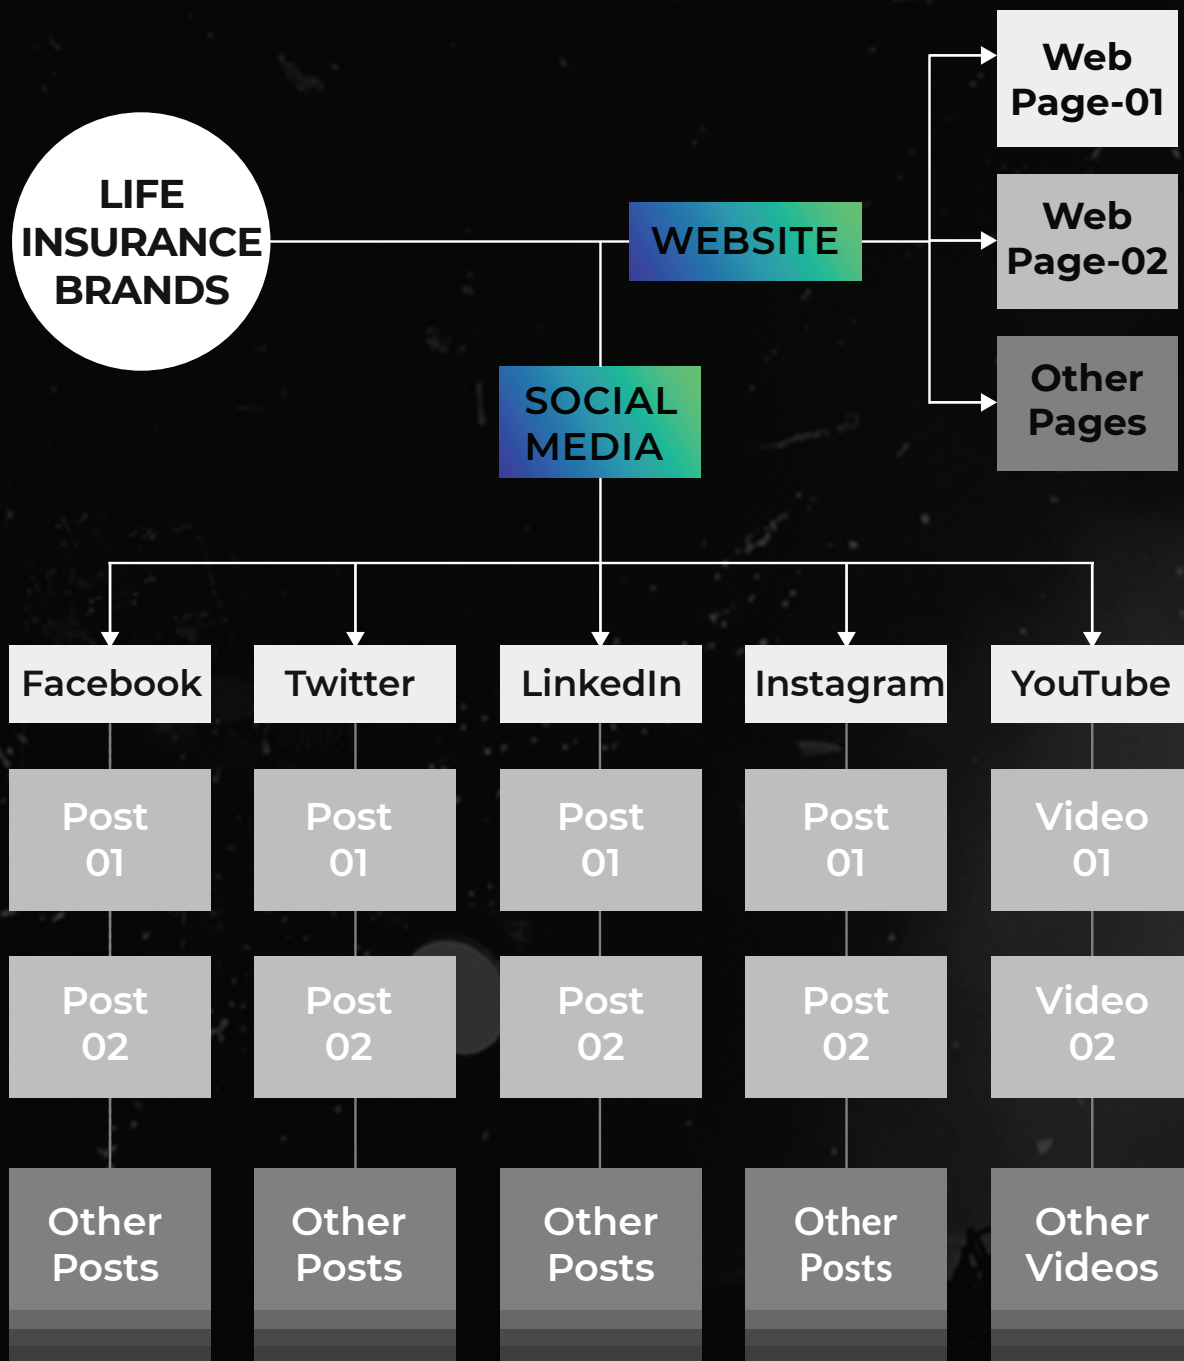 LIFE
INSURANCE
BRANDS
WEBSITE
Web
Page-01
Web
Page-02
Other
Pages
SOCIAL
MEDIA
Facebook
Twitter
LinkedIn
Instagram
YouTube
Post
01
Post
01
Post
01
Post
01
Video
01
Post
02
Post
02
Post
02
Post
02
Video
02
Other
Posts
Other
Posts
Other
Posts
Other
Posts
Other
Videos